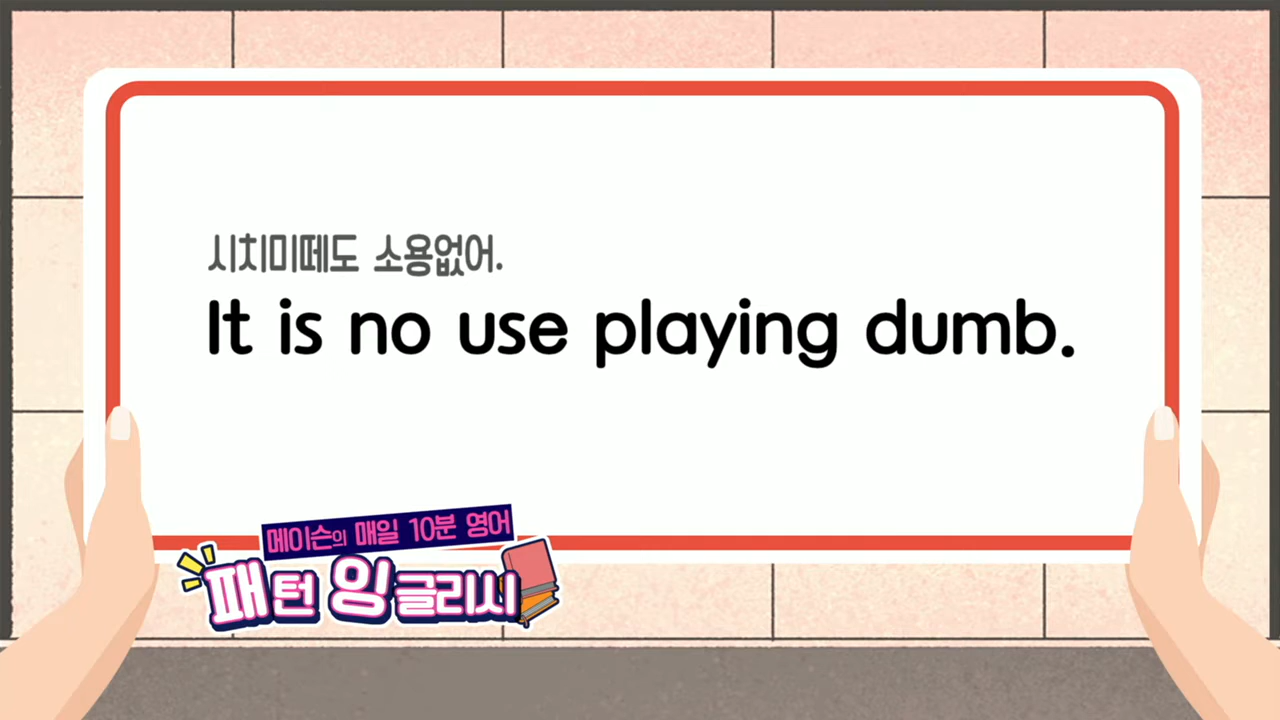 시치미떼도 소용없어.
It is no use playing dumb.
메이슨의 매일 10분 영어
패턴 잉글리시